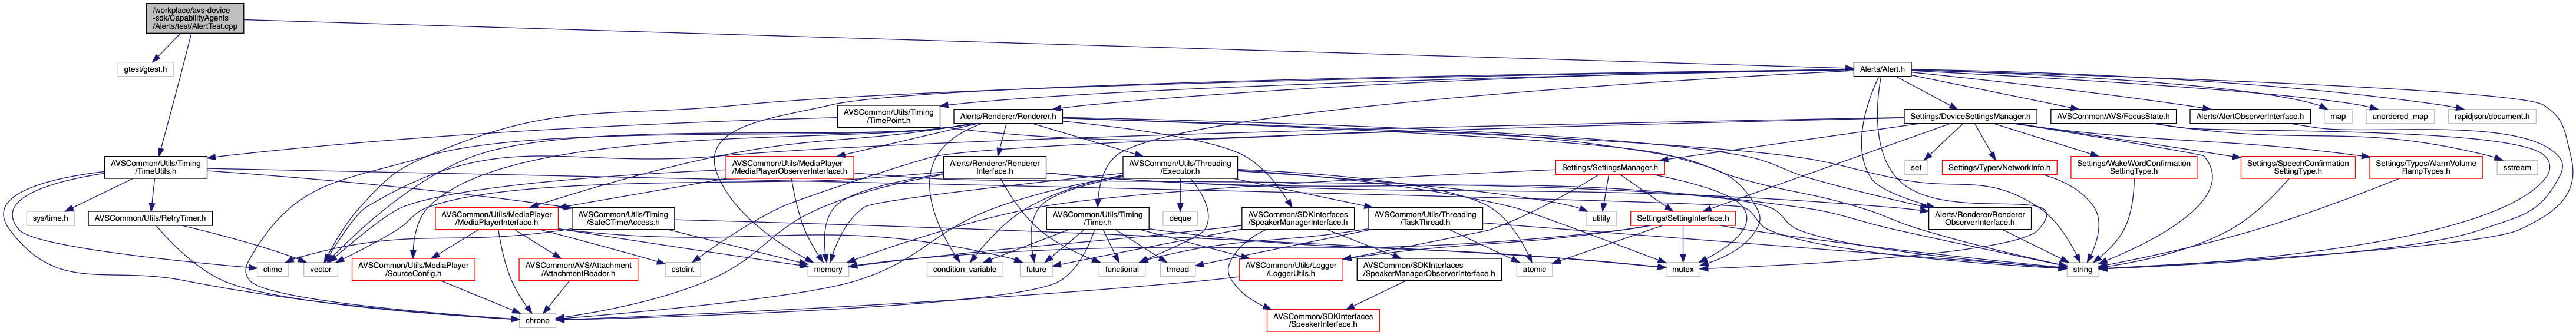 /workplace/avs-device
-sdk/CapabilityAgents
/Alerts/test/AlertTest.cpp
gtest/gtest.h
Alerts/Alert.h
AVSCommon/Utils/Timing
/TimePoint.h
Alerts/Renderer/Renderer.h
Settings/DeviceSettingsManager.h
AVSCommon/AVS/FocusState.h
Alerts/AlertObserverInterface.h
map
unordered_map
rapidjson/document.h
AVSCommon/Utils/Timing
/TimeUtils.h
AVSCommon/Utils/MediaPlayer
/MediaPlayerObserverInterface.h
Alerts/Renderer/Renderer
Interface.h
AVSCommon/Utils/Threading
/Executor.h
Settings/SettingsManager.h
set
Settings/Types/NetworkInfo.h
Settings/WakeWordConfirmation
SettingType.h
Settings/SpeechConfirmation
SettingType.h
Settings/Types/AlarmVolume
RampTypes.h
sstream
sys/time.h
AVSCommon/Utils/RetryTimer.h
AVSCommon/Utils/MediaPlayer
/MediaPlayerInterface.h
AVSCommon/Utils/Timing
/SafeCTimeAccess.h
AVSCommon/Utils/Timing
/Timer.h
deque
AVSCommon/SDKInterfaces
/SpeakerManagerInterface.h
AVSCommon/Utils/Threading
/TaskThread.h
utility
Settings/SettingInterface.h
Alerts/Renderer/Renderer
ObserverInterface.h
ctime
vector
AVSCommon/Utils/MediaPlayer
/SourceConfig.h
AVSCommon/AVS/Attachment
/AttachmentReader.h
cstdint
memory
condition_variable
future
functional
thread
AVSCommon/Utils/Logger
/LoggerUtils.h
AVSCommon/SDKInterfaces
/SpeakerManagerObserverInterface.h
atomic
mutex
string
chrono
AVSCommon/SDKInterfaces
/SpeakerInterface.h